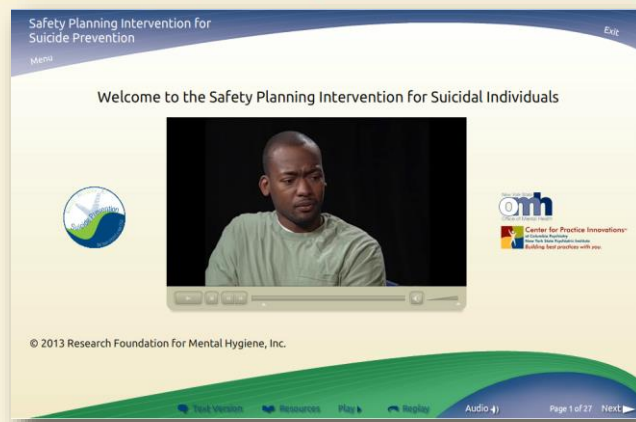 Safety Planning Intervention for
Suicide Prevention
Exit
Menu
Welcome to the Safety Planning Intervention for Suicidal Individuals
Suicide Prevention
New York State
omh
Office of Mental Health
Center for Practice Innovations
at Columbia Psychiatry
New York State Psychiatric Institute
Building best practices with you.
© 2013 Research Foundation for Mental Hygiene, Inc.
Text Version
Resources
Play
Replay
Audio
Page 1 of 27
Next